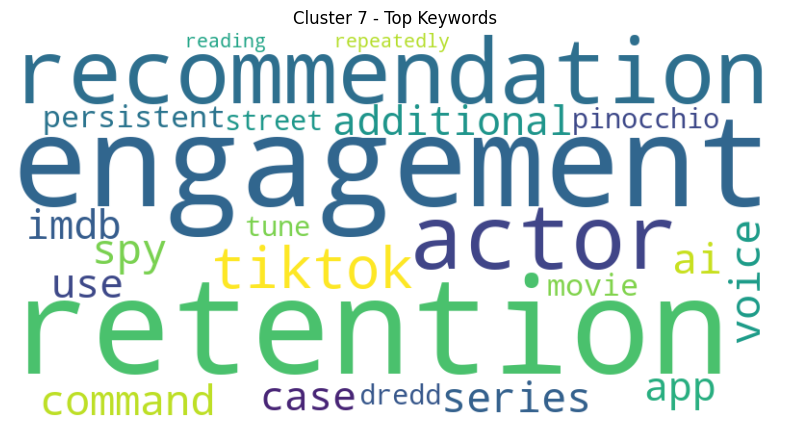 Cluster 7 - Top Keywords
reading repeatedly
recommendation
persistent street additional pinocchio
engagement
imdb tune actor voice
spy tiktok ai
use movie
retention
command case dredd series app